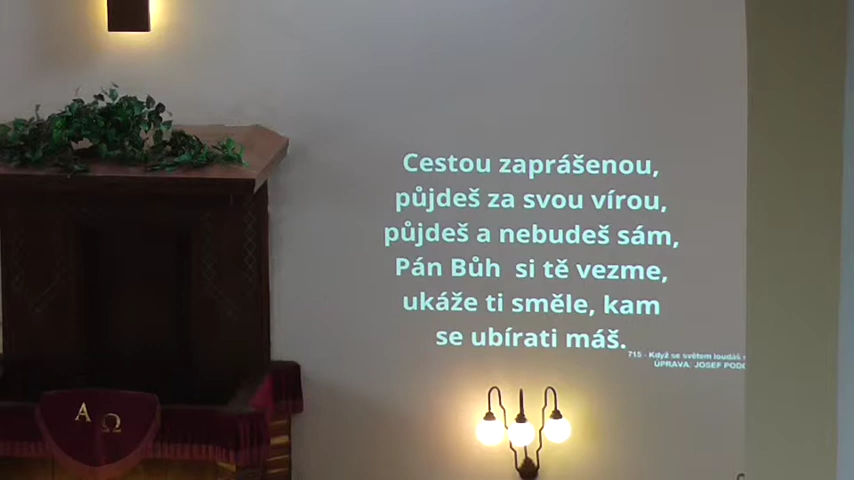 Cestou zaprášenou,
půjdeš za svou vírou,
půjdeš a nebudeš sám,
Pán Bůh si tě vezme,
ukáže ti směle, kam
se ubírati máš.
715 - Když se světem loudáš
ÚPRAVA: JOSEF
Α Ω